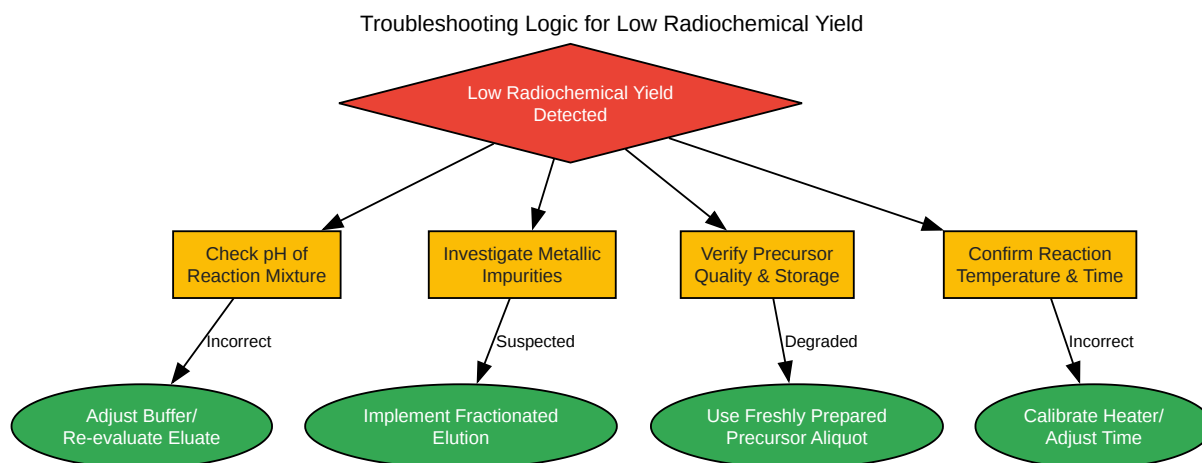 Troubleshooting Logic for Low Radiochemical Yield
Low Radiochemical Yield
Detected
Check pH of
Reaction Mixture
Investigate Metallic
Impurities
Verify Precursor
Quality & Storage
Confirm Reaction
Temperature & Time
Incorrect
Suspected
Degraded
Incorrect
Adjust Buffer/
Re-evaluate Eluate
Implement Fractionated
Elution
Use Freshly Prepared
Precursor Aliquot
Calibrate Heater/
Adjust Time